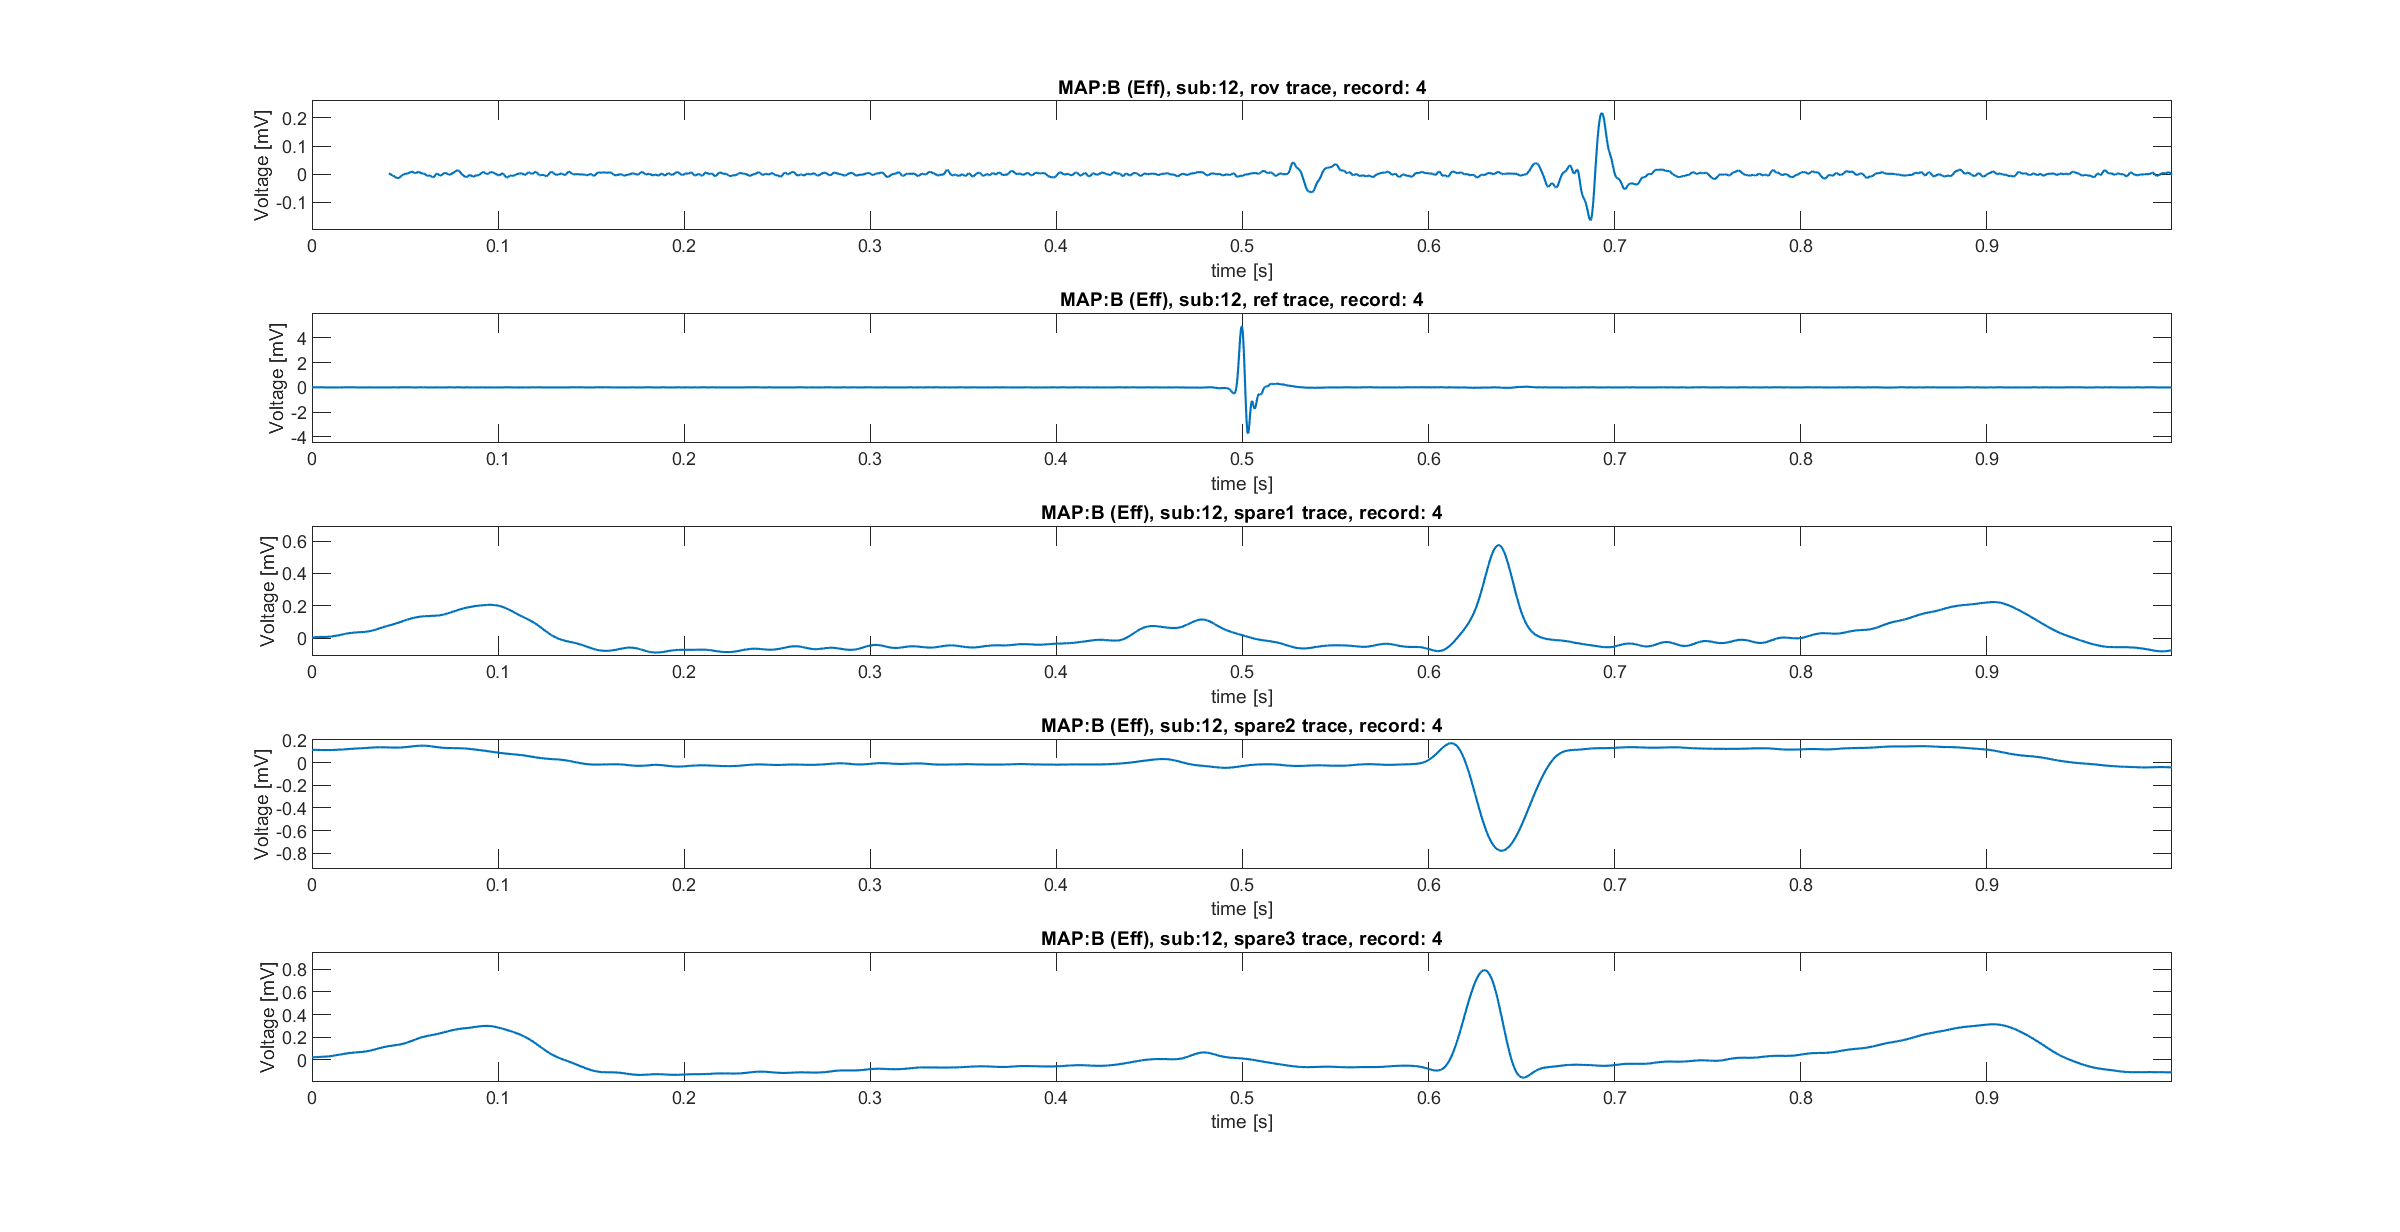 MAP:B (Eff), sub:12, rov trace, record: 4
Voltage [mV]
0.2
0.1
0
-0.1
0 0.1 0.2 0.3 0.4 0.5 0.6 0.7 0.8 0.9
time [s]
MAP:B (Eff), sub:12, ref trace, record: 4
Voltage [mV]
4
2
0
-2
-4
0 0.1 0.2 0.3 0.4 0.5 0.6 0.7 0.8 0.9
time [s]
MAP:B (Eff), sub:12, spare1 trace, record: 4
Voltage [mV]
0.6
0.4
0.2
0
0 0.1 0.2 0.3 0.4 0.5 0.6 0.7 0.8 0.9
time [s]
MAP:B (Eff), sub:12, spare2 trace, record: 4
Voltage [mV]
0.2
0
-0.2
-0.4
-0.6
-0.8
0 0.1 0.2 0.3 0.4 0.5 0.6 0.7 0.8 0.9
time [s]
MAP:B (Eff), sub:12, spare3 trace, record: 4
Voltage [mV]
0.8
0.6
0.4
0.2
0
0 0.1 0.2 0.3 0.4 0.5 0.6 0.7 0.8 0.9
time [s]